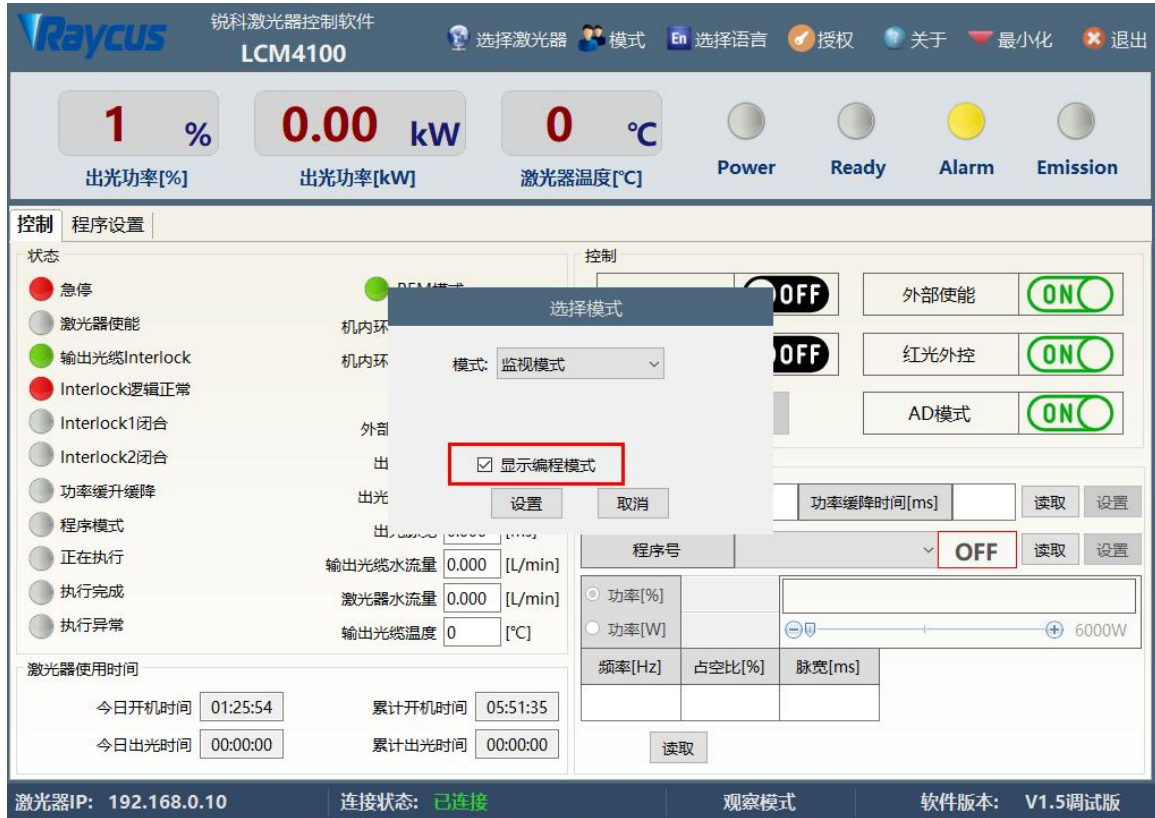 Raycus
锐科激光器控制软件
LCM4100
选择激光器 模式 En 选择语言 授权 关于 最小化 退出
1 % 0.00 kW 0 ℃
出光功率[%] 出光功率[kW] 激光器温度[℃] Power Ready Alarm Emission
控制 程序设置
状态
急停
激光器使能 机内环
输出光缆Interlock 机内环
Interlock逻辑正常
Interlock1闭合 外部
Interlock2闭合 出
功率缓升缓降 出光
程序模式
正在执行 输出光缆水流量 0.000 [L/min]
执行完成 激光器水流量 0.000 [L/min]
执行异常 输出光缆温度 0 [℃]
激光器使用时间
今日开机时间 01:25:54 累计开机时间 05:51:35
今日出光时间 00:00:00 累计出光时间 00:00:00
选择模式
模式: 监视模式
显示编程模式
设置 取消
控制
OFF 外部使能 ON
OFF 红光外控 ON
AD模式 ON
功率缓降时间[ms] 读取 设置
程序号 OFF 读取 设置
功率[%]
功率[W] 6000W
频率[Hz] 占空比[%] 脉宽[ms]
读取
激光器IP: 192.168.0.10 连接状态: 已连接 观察模式 软件版本: V1.5调试版